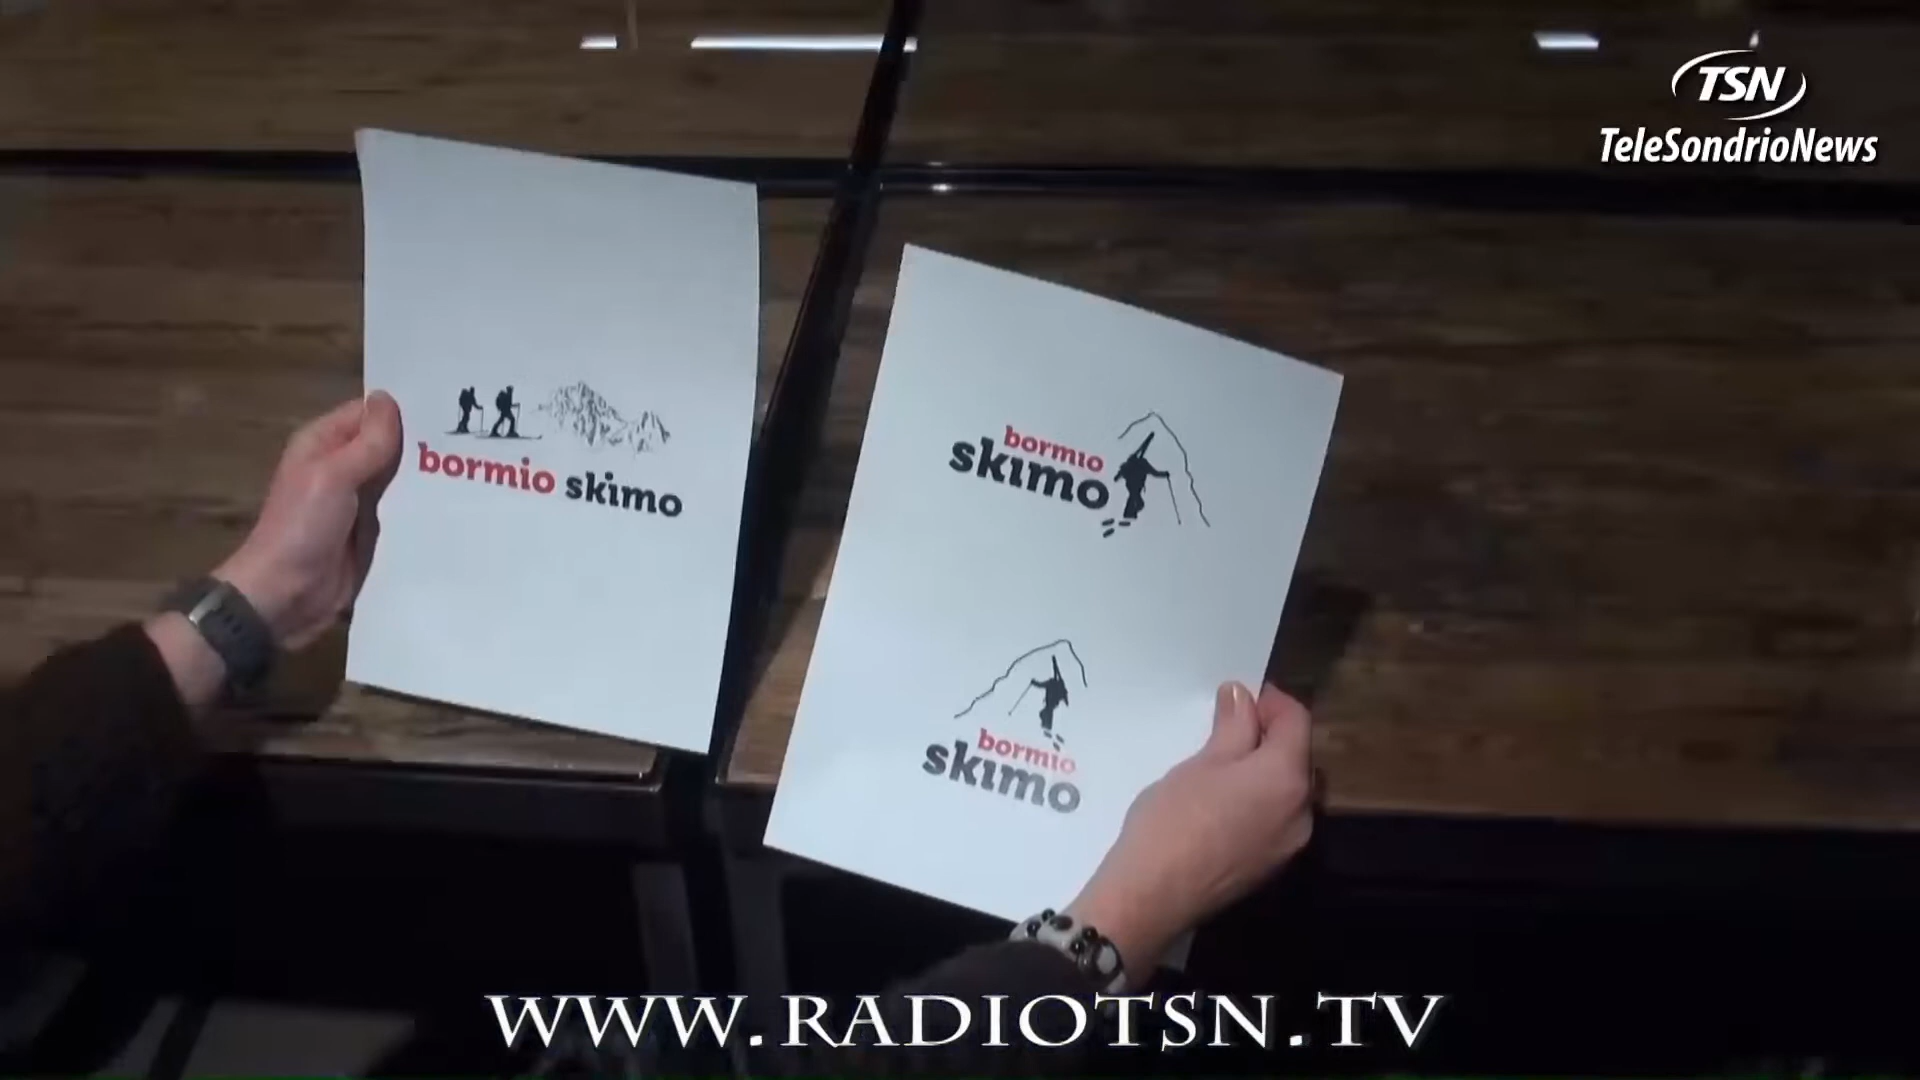 TSN
TeleSondrioNews
bormio skimo
bormio
skimo
bormio
skimo
WWW.RADIOTSN.TV